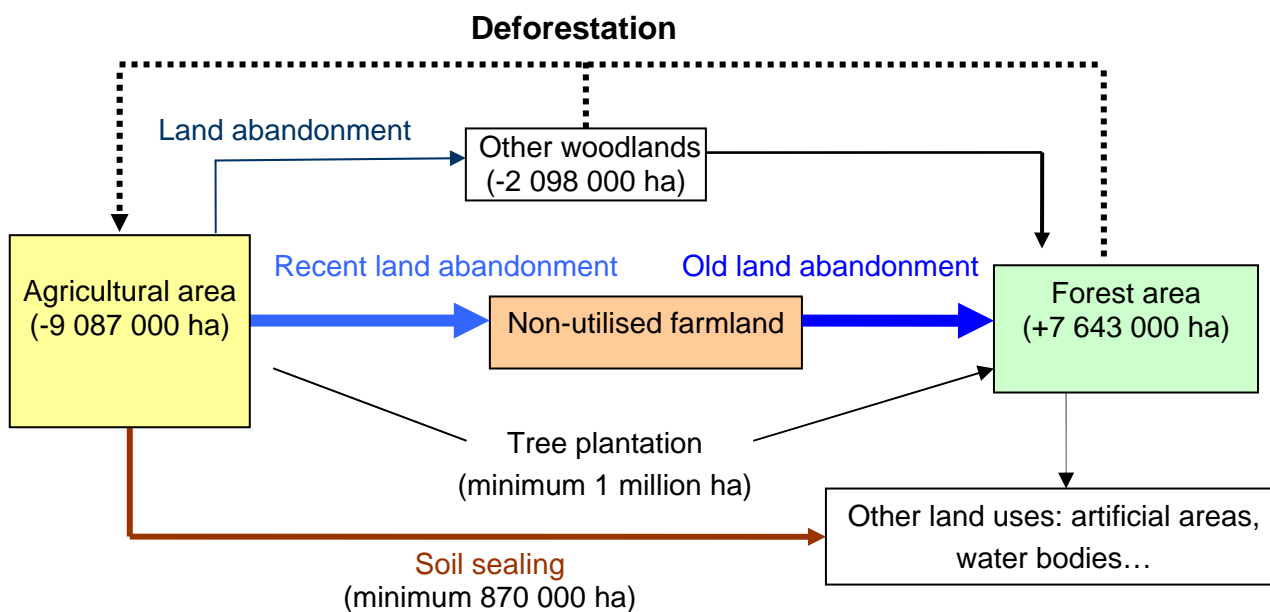 Deforestation
Land abandonment
Other woodlands
(-2 098 000 ha)
Agricultural area
(-9 087 000 ha)
Recent land abandonment
Non-utilised farmland
Old land abandonment
Forest area
(+7 643 000 ha)
Tree plantation
(minimum 1 million ha)
Soil sealing
(minimum 870 000 ha)
Other land uses: artificial areas,
water bodies…